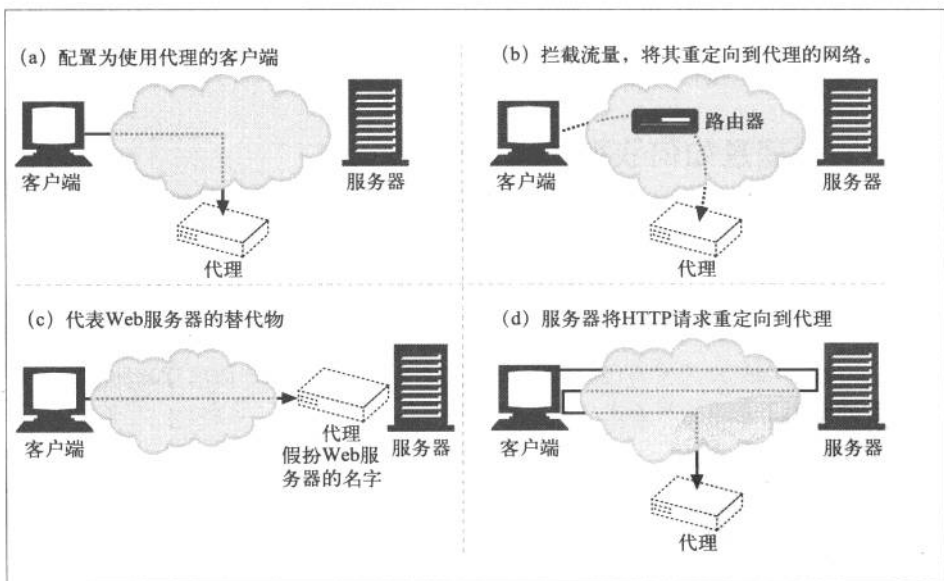 (a) 配置为使用代理的客户端
客户端
服务器
代理
(b) 拦截流量，将其重定向到代理的网络。
路由器
客户端
服务器
代理
(c) 代表Web服务器的替代物
客户端
代理
假扮Web服
务器的名字
服务器
(d) 服务器将HTTP请求重定向到代理
客户端
服务器
代理